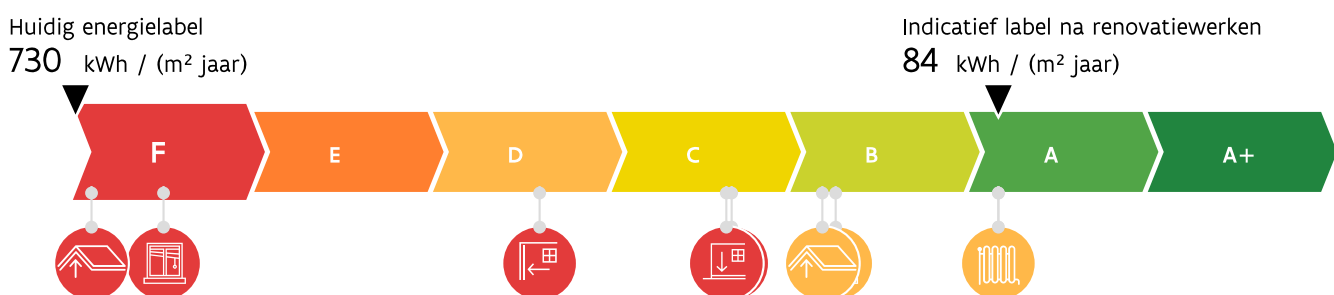 Huidig energielabel
730 kWh / (m² jaar)
Indicatief label na renovatiewerken
84 kWh / (m² jaar)
F E D C B A A+